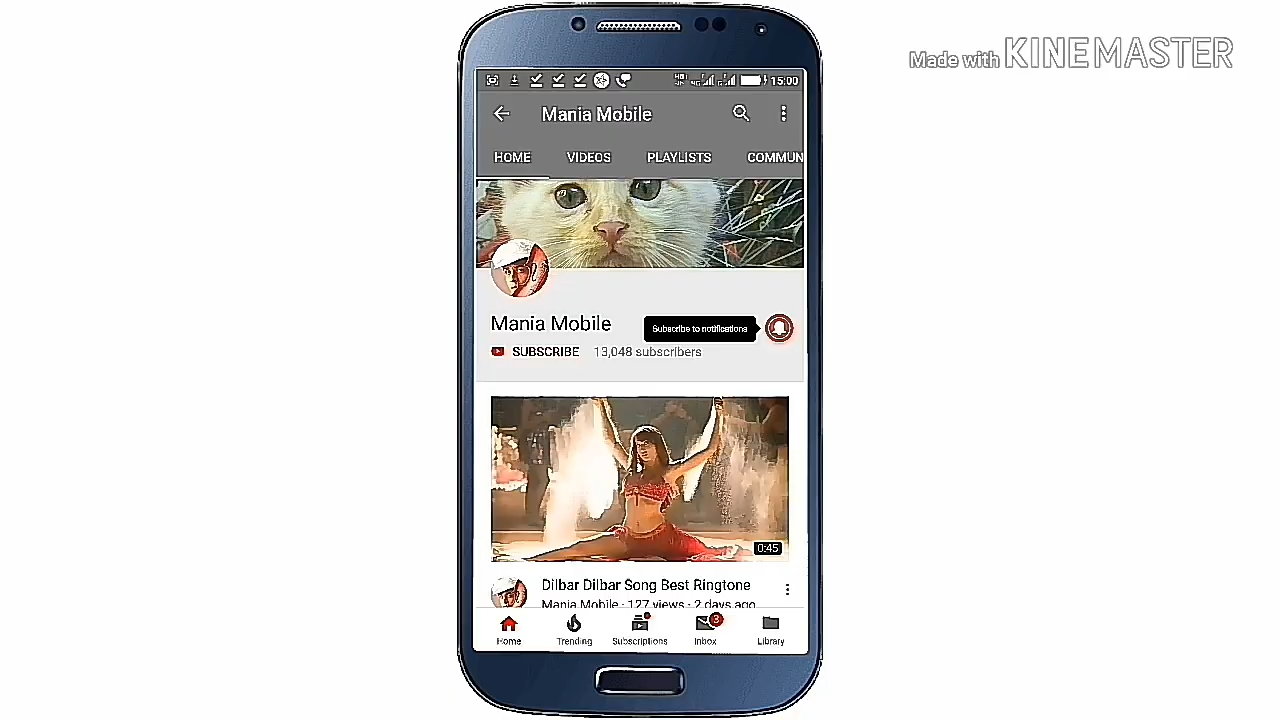 Made with KINEMASTER
15:00
Mania Mobile
HOME VIDEOS PLAYLISTS COMMUN
Mania Mobile
Subscribe to notifications
SUBSCRIBE 13,048 subscribers
0:45
Dilbar Dilbar Song Best Ringtone
Mania Mobile · 127 views · 2 days ago
3
Home Trending Subscriptions Inbox Library